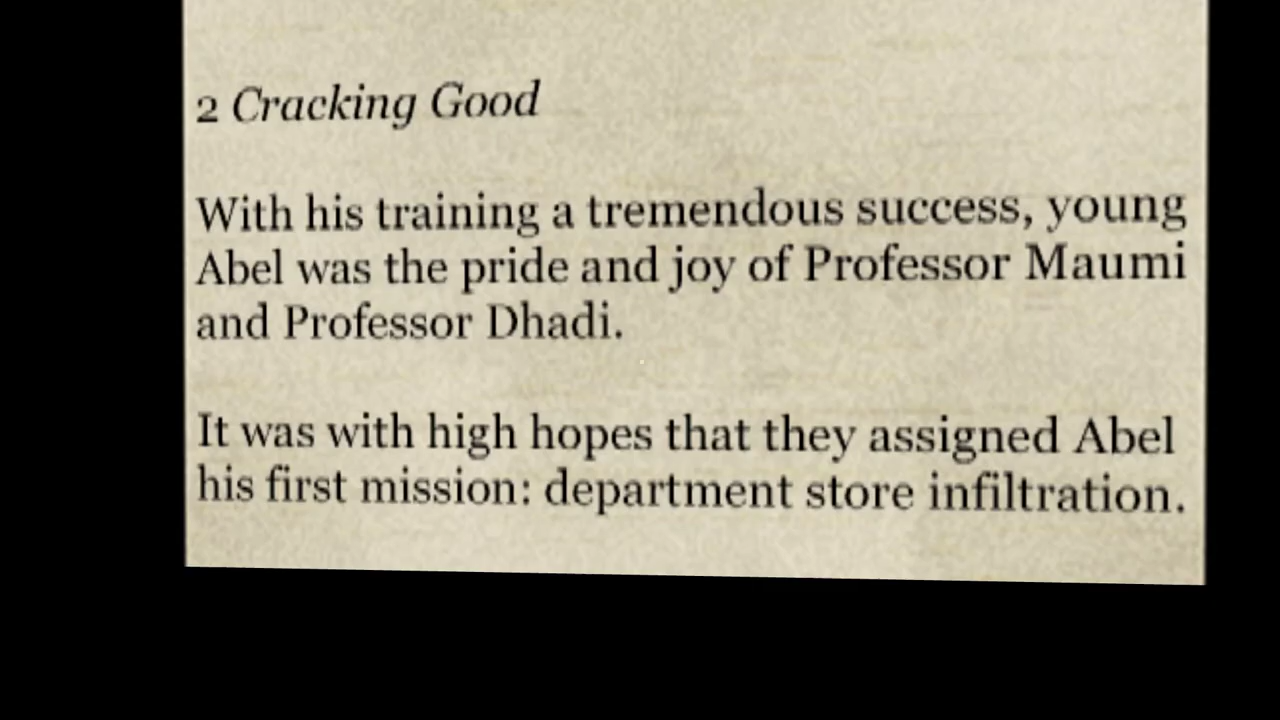 2 Cracking Good
With his training a tremendous success, young
Abel was the pride and joy of Professor Maumi
and Professor Dhadi.
It was with high hopes that they assigned Abel
his first mission: department store infiltration.